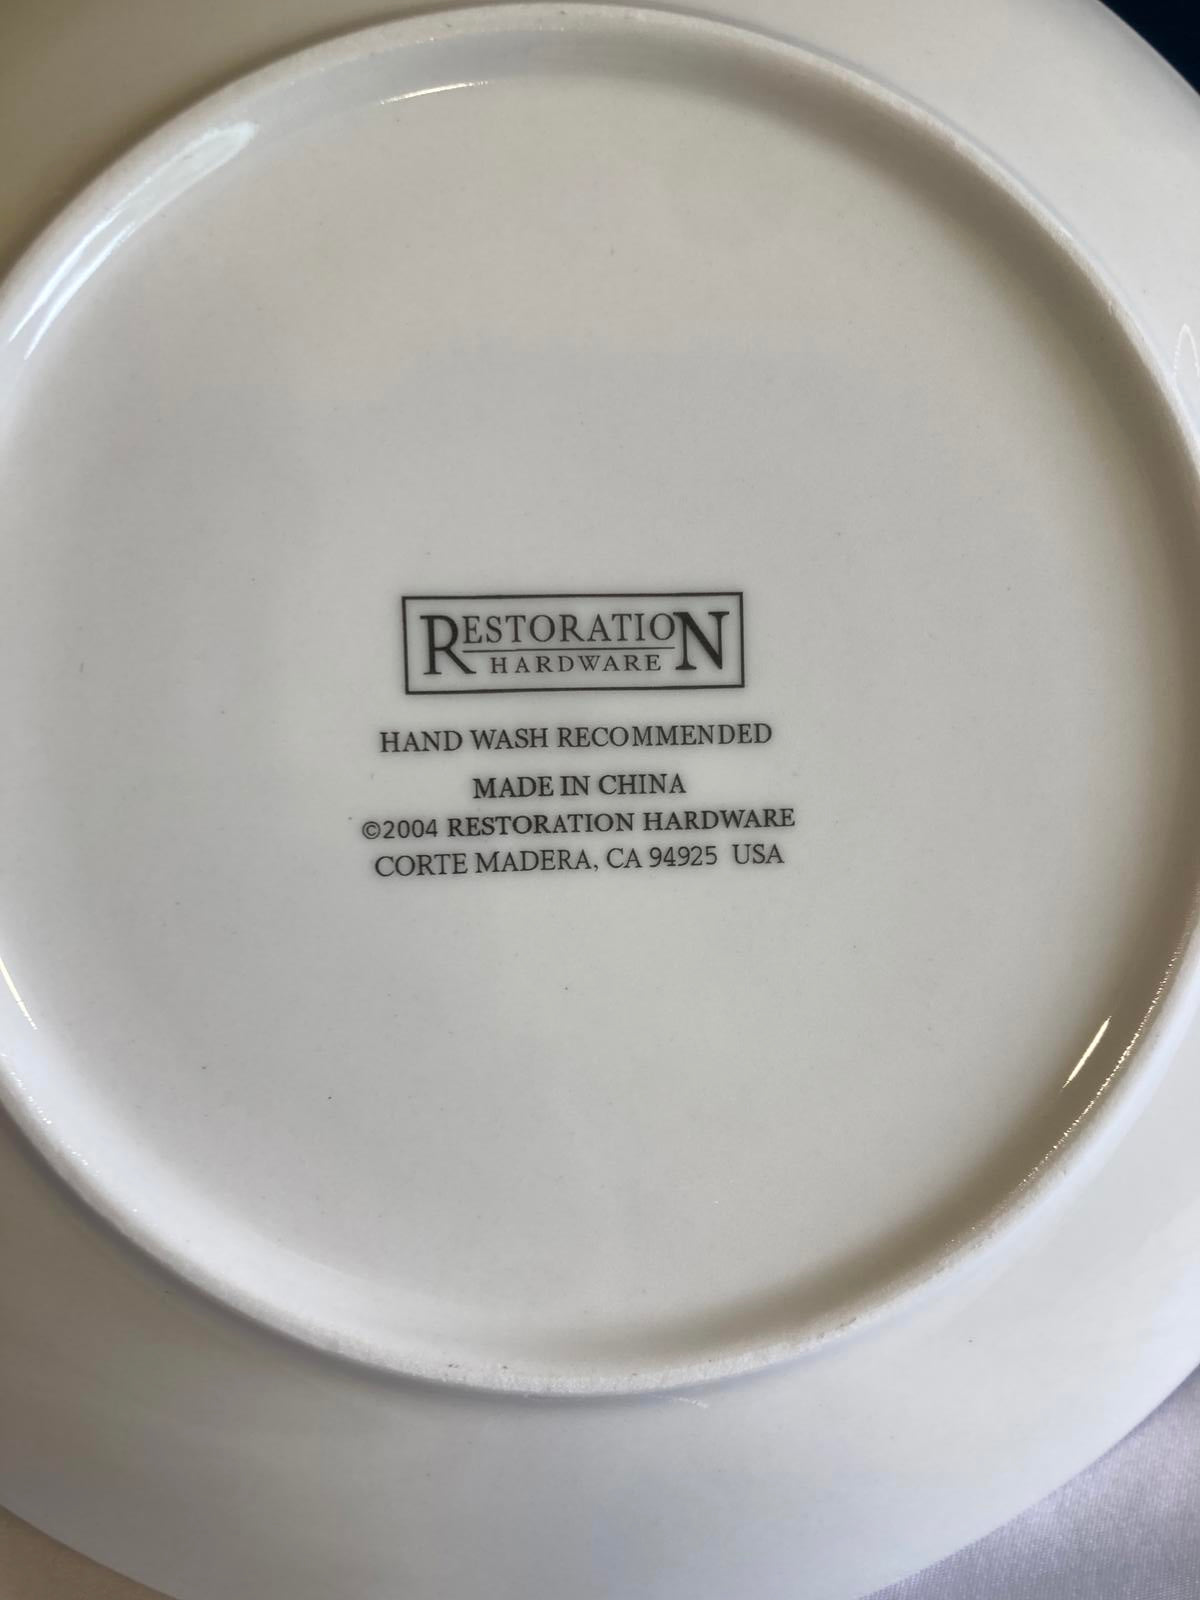 RESTORATION
HARDWARE
HAND WASH RECOMMENDED
MADE IN CHINA
©2004 RESTORATION HARDWARE
CORTE MADERA, CA 94925 USA